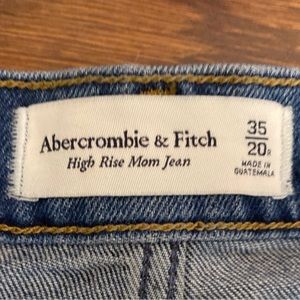 Abercrombie & Fitch
High Rise Mom Jean
35
20R
MADE IN
GUATEMALA